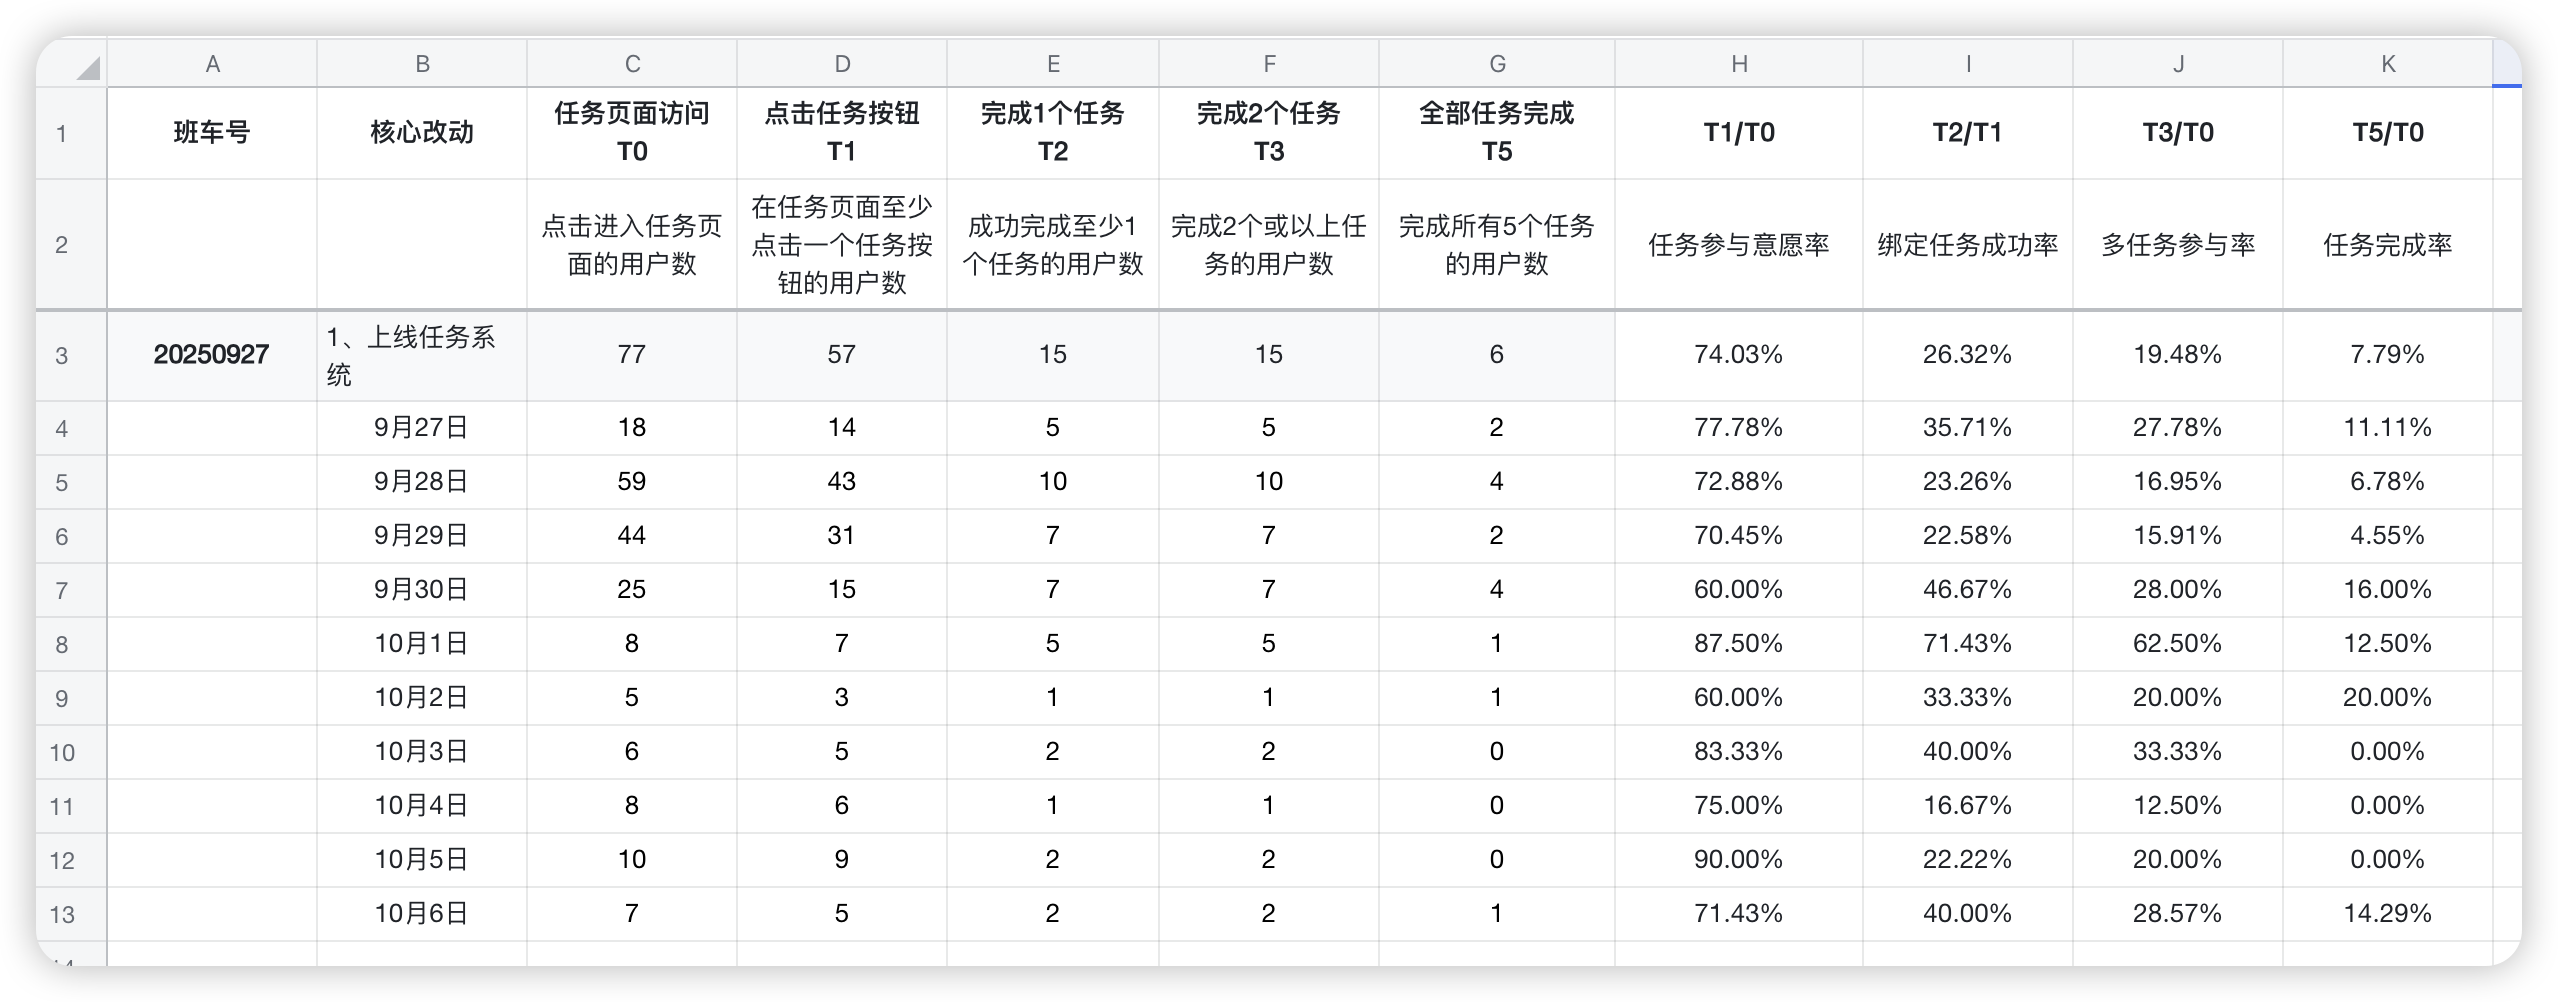 A B C D E F G H I J K
1 班车号 核心改动 任务页面访问 T0 点击任务按钮 T1 完成1个任务 T2 完成2个任务 T3 全部任务完成 T5 T1/T0 T2/T1 T3/T0 T5/T0
2 点击进入任务页面的用户数 在任务页面至少点击一个任务按钮的用户数 成功完成至少1个任务的用户数 完成2个或以上任务的用户数 完成所有5个任务的用户数 任务参与意愿率 绑定任务成功率 多任务参与率 任务完成率
3 20250927 1、上线任务系统 77 57 15 15 6 74.03% 26.32% 19.48% 7.79%
4 9月27日 18 14 5 5 2 77.78% 35.71% 27.78% 11.11%
5 9月28日 59 43 10 10 4 72.88% 23.26% 16.95% 6.78%
6 9月29日 44 31 7 7 2 70.45% 22.58% 15.91% 4.55%
7 9月30日 25 15 7 7 4 60.00% 46.67% 28.00% 16.00%
8 10月1日 8 7 5 5 1 87.50% 71.43% 62.50% 12.50%
9 10月2日 5 3 1 1 1 60.00% 33.33% 20.00% 20.00%
10 10月3日 6 5 2 2 0 83.33% 40.00% 33.33% 0.00%
11 10月4日 8 6 1 1 0 75.00% 16.67% 12.50% 0.00%
12 10月5日 10 9 2 2 0 90.00% 22.22% 20.00% 0.00%
13 10月6日 7 5 2 2 1 71.43% 40.00% 28.57% 14.29%